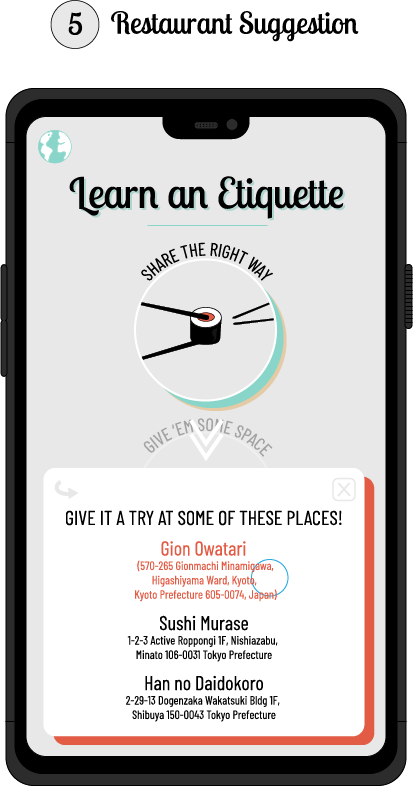 5 Restaurant Suggestion
Learn an Etiquette
SHARE THE RIGHT WAY
GIVE 'EM SOME SPACE
GIVE IT A TRY AT SOME OF THESE PLACES!
Gion Owatari
(570-265 Gionmachi Minamigawa,
Higashiyama Ward, Kyoto,
Kyoto Prefecture 605-0074, Japan)
Sushi Murase
1-2-3 Active Roppongi 1F, Nishiazabu,
Minato 106-0031 Tokyo Prefecture
Han no Daidokoro
2-29-13 Dogenzaka Wakatsuki Bldg 1F,
Shibuya 150-0043 Tokyo Prefecture